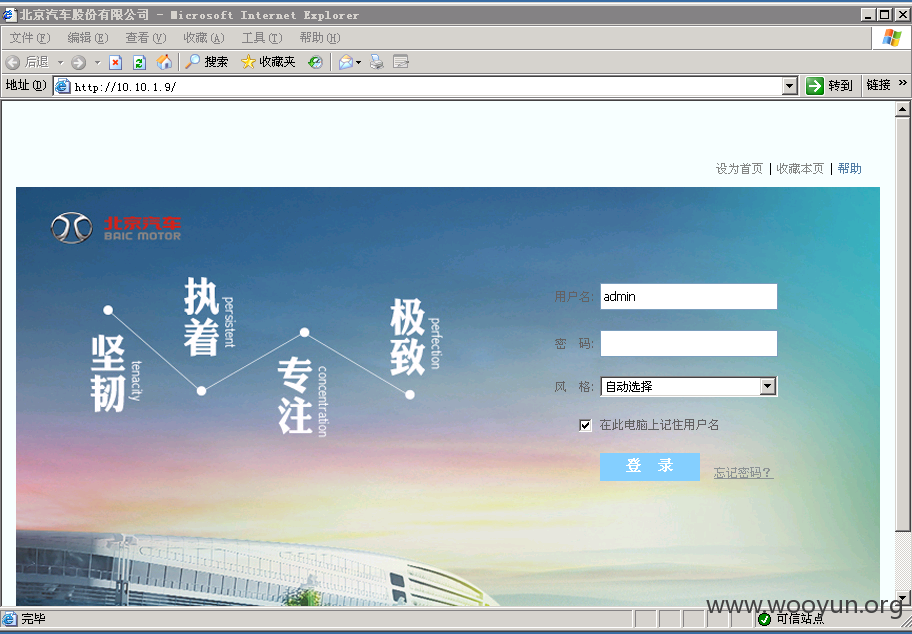 北京汽车股份有限公司 - Microsoft Internet Explorer
文件(F) 编辑(E) 查看(V) 收藏(A) 工具(T) 帮助(H)
后退 搜索 收藏夹
地址(D) http://10.10.1.9/ 转到 链接 »
设为首页 | 收藏本页 | 帮助
北京汽车
BAIC MOTOR
坚韧
tenacity
执着
persistent
专注
concentration
极致
perfection
用户名: admin
密 码:
风 格: 自动选择
在此电脑上记住用户名
登 录 忘记密码?
www.wooyun.org
完毕 可信站点